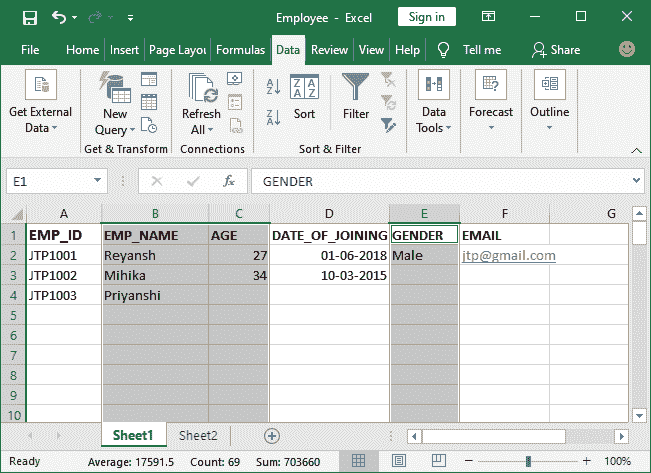 Employee - Excel Sign in
File Home Insert Page Layou Formulas Data Review View Help Tell me Share
Get External Data
New Query
Refresh All
Sort
Filter
Data Tools
Forecast
Outline
Get & Transform Connections Sort & Filter
E1 fx GENDER
A B C D E F G
1 EMP_ID EMP_NAME AGE DATE_OF_JOINING GENDER EMAIL
2 JTP1001 Reyansh 27 01-06-2018 Male jtp@gmail.com
3 JTP1002 Mihika 34 10-03-2015
4 JTP1003 Priyanshi
5
6
7
8
9
10
Sheet1 Sheet2
Ready Average: 17591.5 Count: 69 Sum: 703660 100%